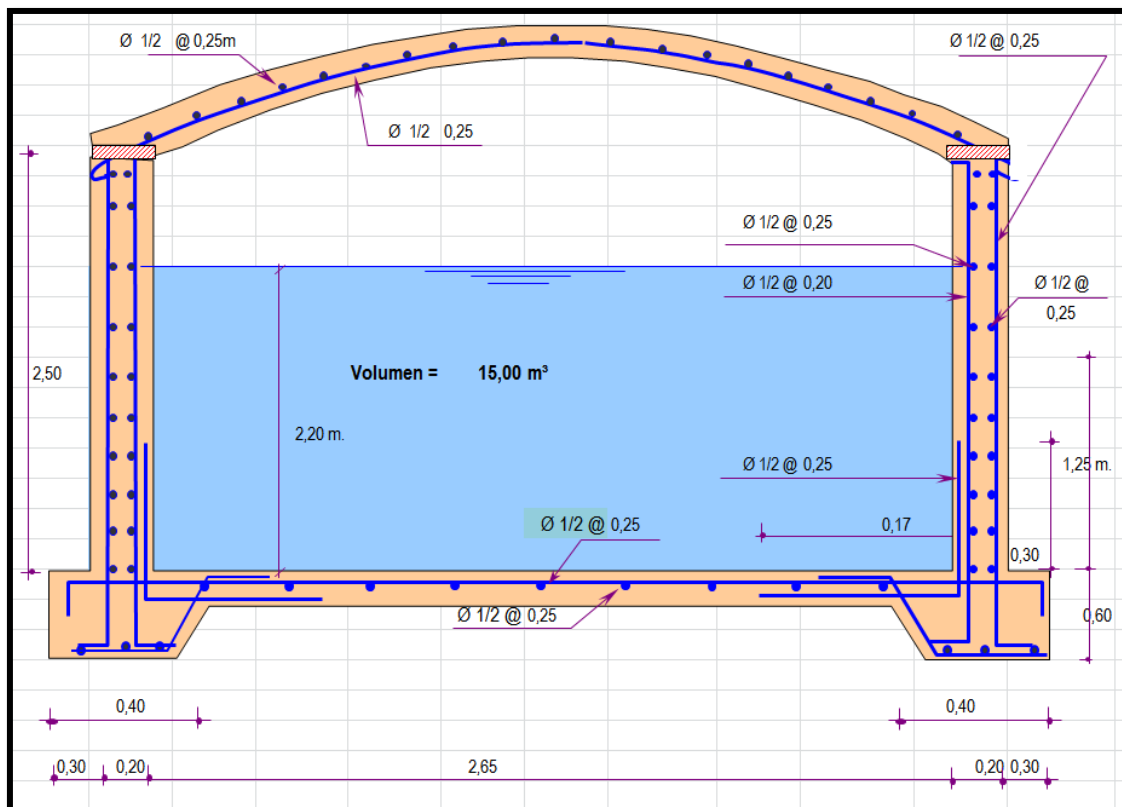 Ø 1/2 @ 0,25m
Ø 1/2 @ 0,25
Ø 1/2 0,25
Ø 1/2 @ 0,25
Ø 1/2 @ 0,20
Ø 1/2 @
0,25
2,50
Volumen = 15,00 m³
2,20 m.
Ø 1/2 @ 0,25
1,25 m.
Ø 1/2 @ 0,25
0,17
0,30
Ø 1/2 @ 0,25
0,60
0,40
0,40
0,30
0,20
2,65
0,20
0,30